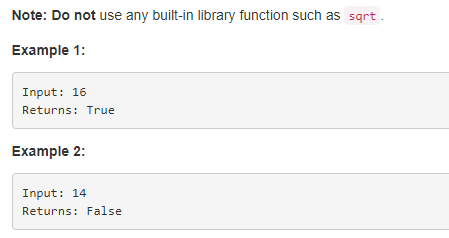 Note: Do not use any built-in library function such as sqrt.
Example 1:
Input: 16
Returns: True
Example 2:
Input: 14
Returns: False